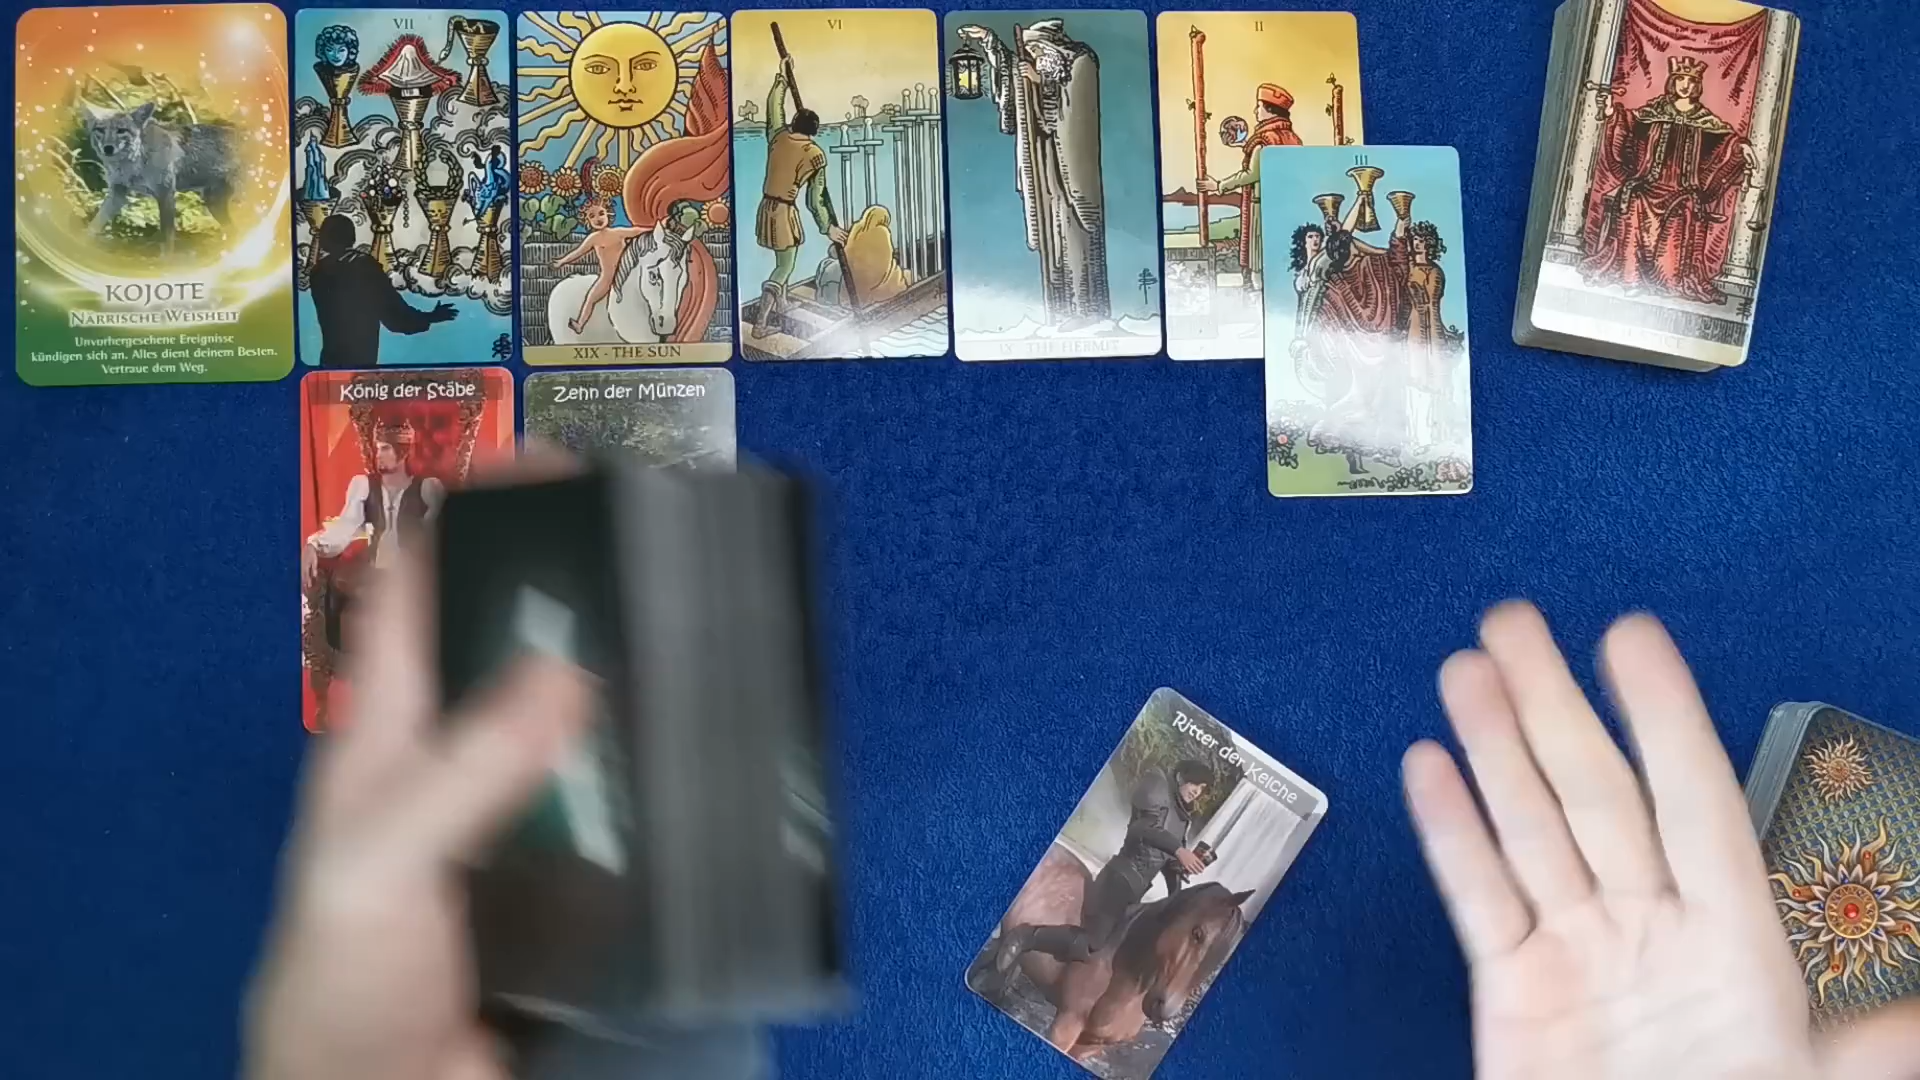 VII
VI
II
III
KOJOTE
NÄRRISCHE WEISHEIT
Unvorhergesehene Ereignisse
kündigen sich an. Alles dient deinem Besten.
Vertraue dem Weg.
XIX - THE SUN
IX THE HERMIT
König der Stäbe
Zehn der Münzen
Ritter der Kelche